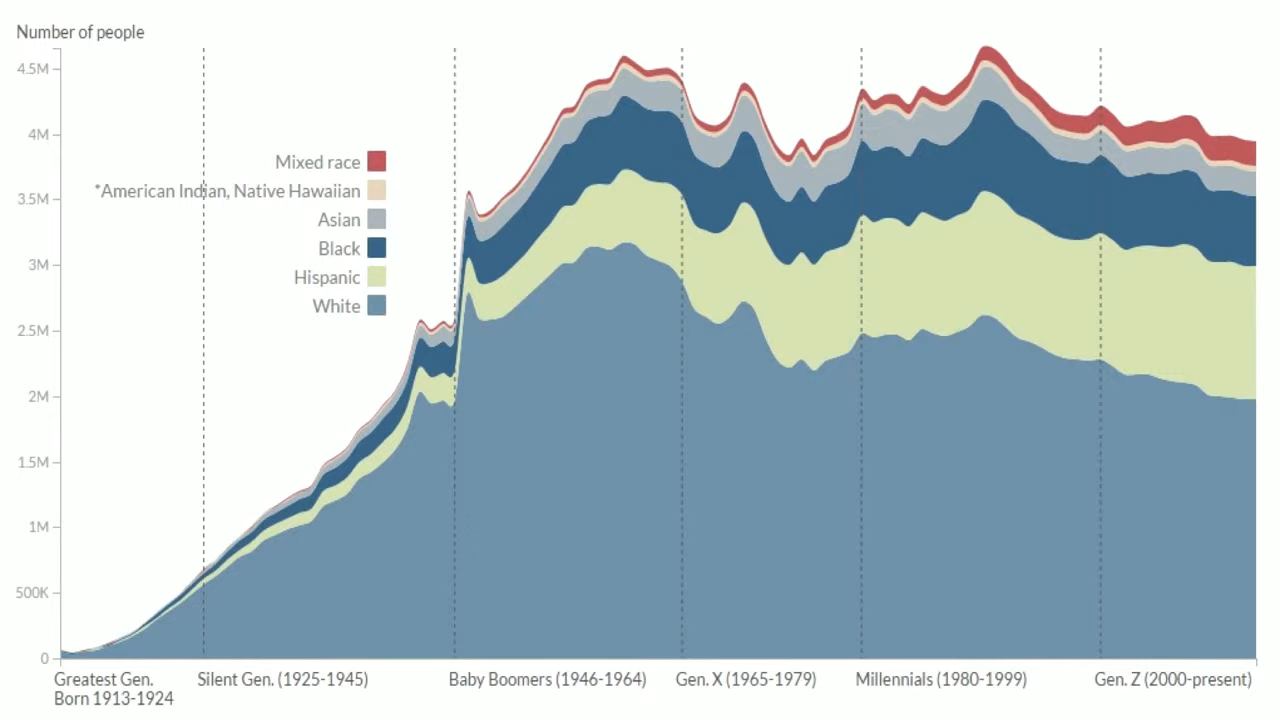 Number of people
4.5M
4M
3.5M
3M
2.5M
2M
1.5M
1M
500K
0
Mixed race
*American Indian, Native Hawaiian
Asian
Black
Hispanic
White
Greatest Gen.
Born 1913-1924
Silent Gen. (1925-1945)
Baby Boomers (1946-1964)
Gen. X (1965-1979)
Millennials (1980-1999)
Gen. Z (2000-present)